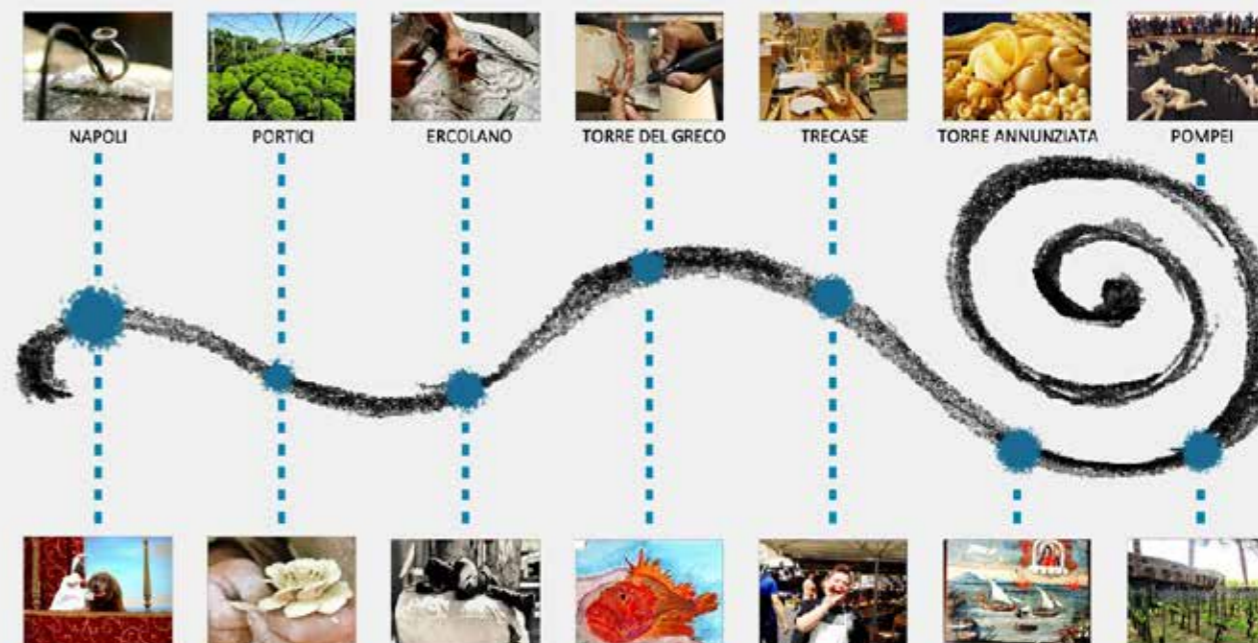 NAPOLI
PORTICI
ERCOLANO
TORRE DEL GRECO
TRECASE
TORRE ANNUNZIATA
POMPEI